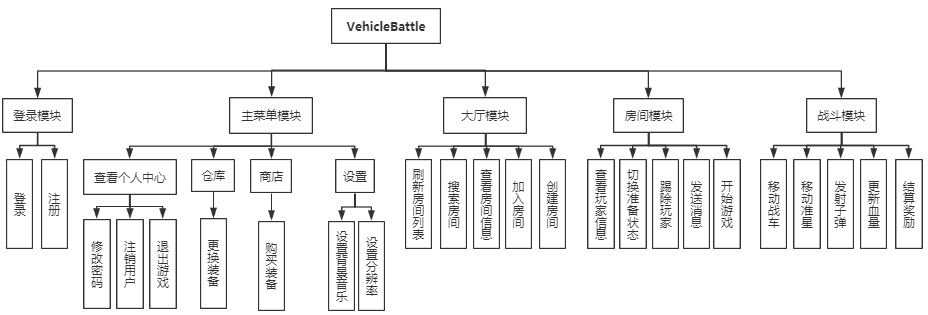 VehicleBattle
登录模块
主菜单模块
大厅模块
房间模块
战斗模块
登录
注册
查看个人中心
仓库
商店
设置
刷新房间列表
搜索房间
查看房间信息
加入房间
创建房间
查看玩家信息
切换准备状态
踢除玩家
发送消息
开始游戏
移动战车
移动准星
发射子弹
更新血量
结算奖励
修改密码
注销用户
退出游戏
更换装备
购买装备
设置背景音乐
设置分辨率